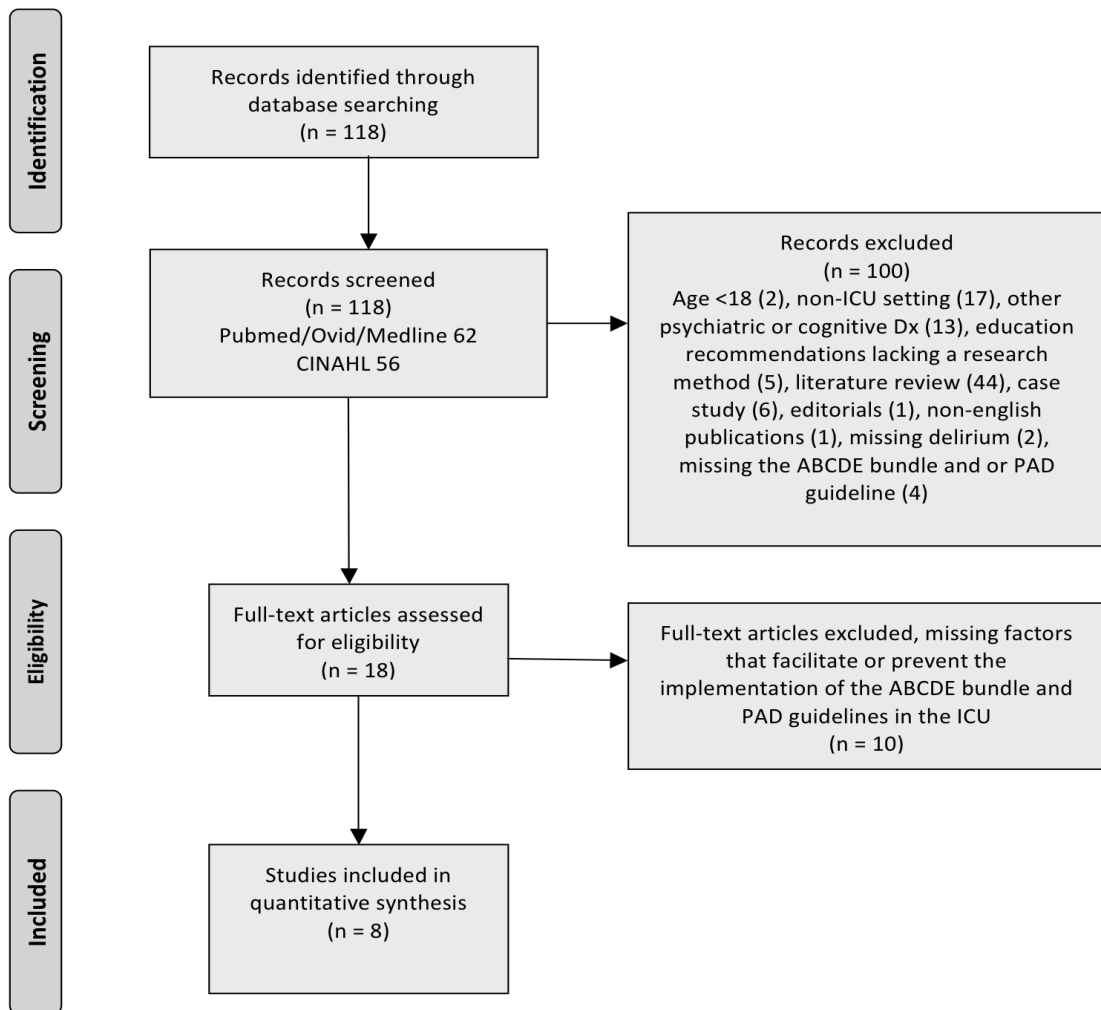 Identification
Records identified through
database searching
(n = 118)
Screening
Records screened
(n = 118)
Pubmed/Ovid/Medline 62
CINAHL 56
Records excluded
(n = 100)
Age <18 (2), non-ICU setting (17), other
psychiatric or cognitive Dx (13), education
recommendations lacking a research
method (5), literature review (44), case
study (6), editorials (1), non-english
publications (1), missing delirium (2),
missing the ABCDE bundle and or PAD
guideline (4)
Eligibility
Full-text articles assessed
for eligibility
(n = 18)
Full-text articles excluded, missing factors
that facilitate or prevent the
implementation of the ABCDE bundle and
PAD guidelines in the ICU
(n = 10)
Included
Studies included in
quantitative synthesis
(n = 8)